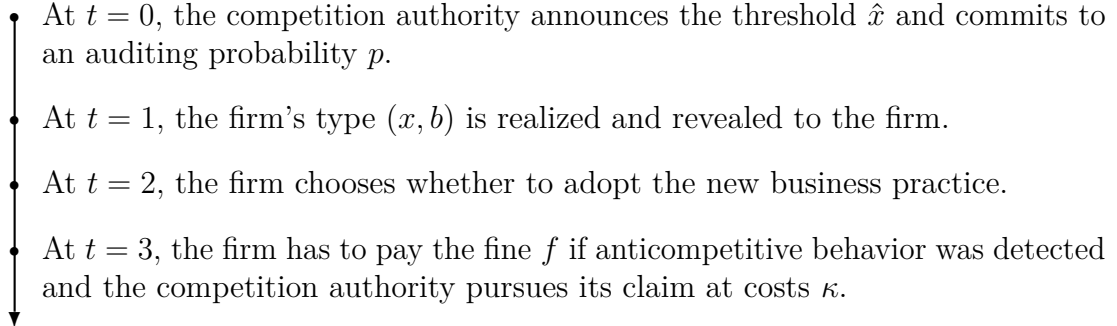 At t = 0, the competition authority announces the threshold x̂ and commits to
an auditing probability p.
At t = 1, the firm's type (x, b) is realized and revealed to the firm.
At t = 2, the firm chooses whether to adopt the new business practice.
At t = 3, the firm has to pay the fine f if anticompetitive behavior was detected
and the competition authority pursues its claim at costs κ.